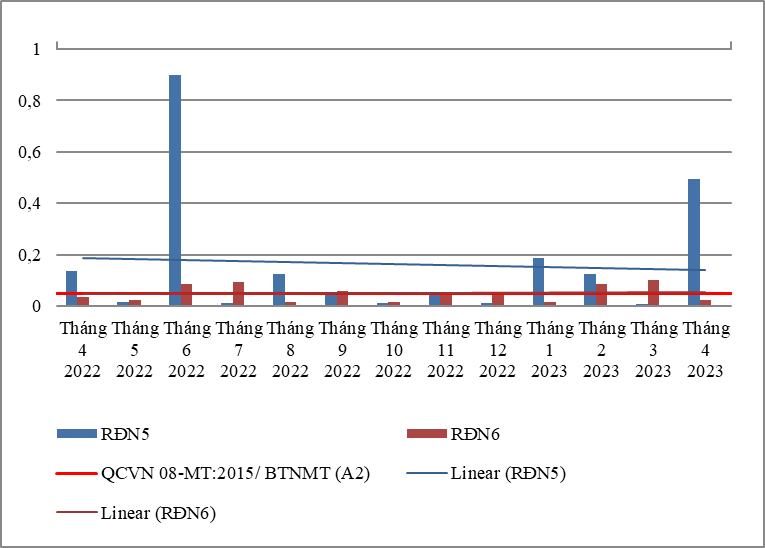 1
0,8
0,6
0,4
0,2
0
Tháng Tháng Tháng Tháng Tháng Tháng Tháng Tháng Tháng Tháng Tháng Tháng Tháng
4 5 6 7 8 9 10 11 12 1 2 3 4
2022 2022 2022 2022 2022 2022 2022 2022 2022 2023 2023 2023 2023
RĐN5 RĐN6
QCVN 08-MT:2015/ BTNMT (A2) Linear (RĐN5)
Linear (RĐN6)